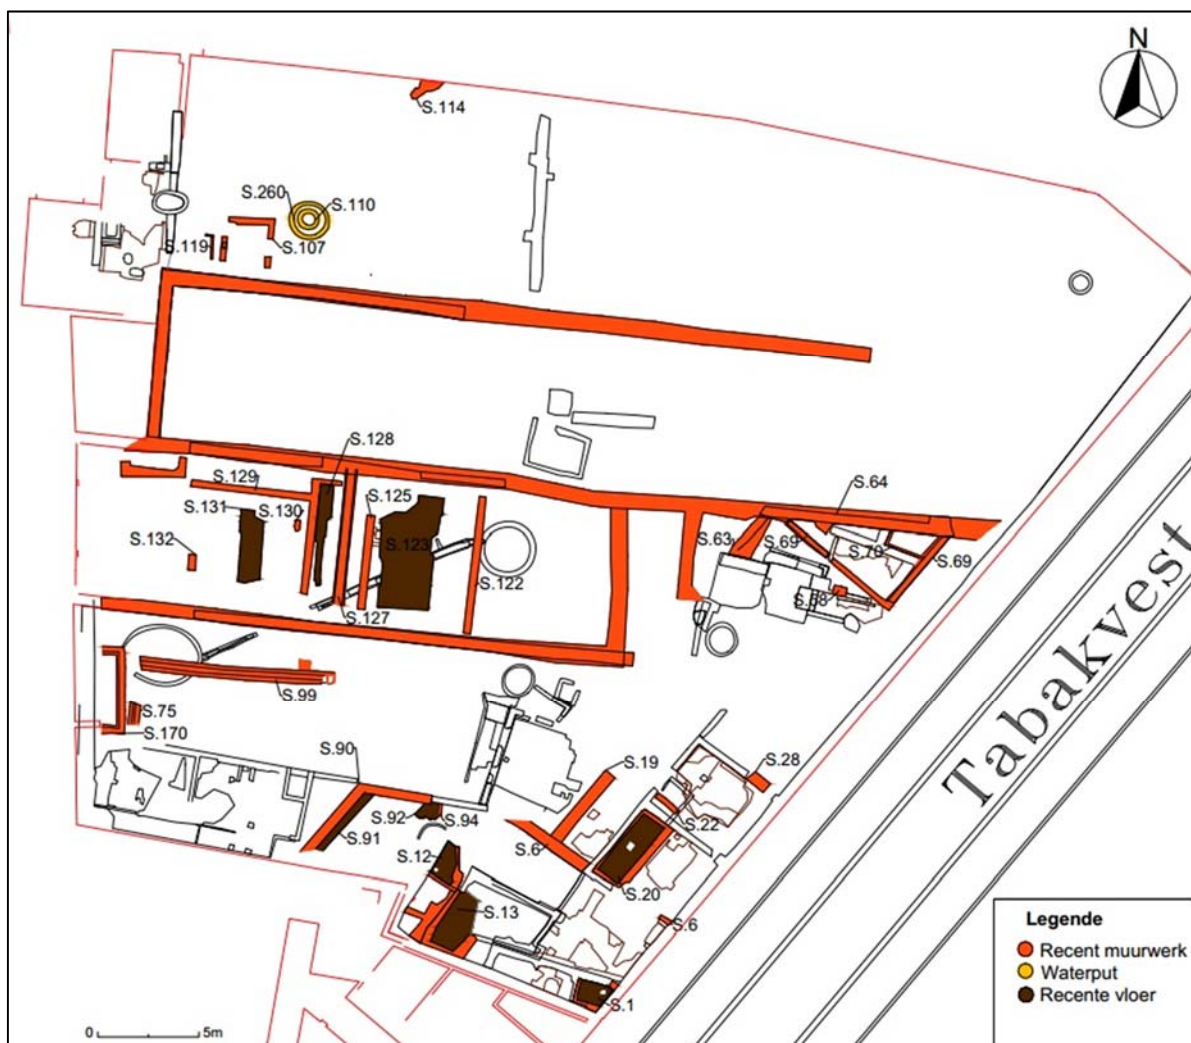 N
S.114
S.260
S.110
S.119
S.107
S.128
S.129
S.125
S.64
S.131
S.130
S.132
S.123
S.63
S.69
S.70
S.69
S.122
S.68
S.127
S.99
S.75
S.170
S.90
S.19
S.28
S.92
S.94
S.22
S.91
S.6
S.12
S.20
S.13
S.6
S.1
Tabakvest
Legende
Recent muurwerk
Waterput
Recente vloer
0 5m